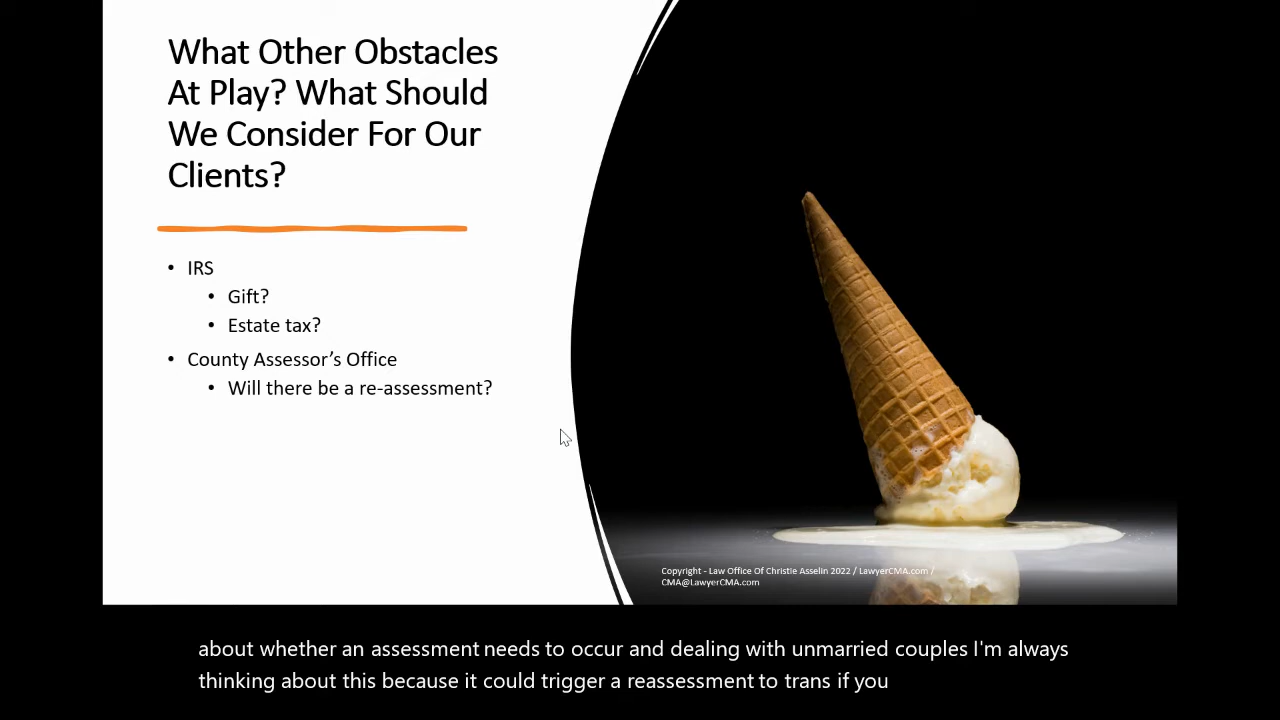 What Other Obstacles
At Play? What Should
We Consider For Our
Clients?
• IRS
• Gift?
• Estate tax?
• County Assessor’s Office
• Will there be a re-assessment?
Copyright - Law Office Of Christie Asselin 2022 / LawyerCMA.com /
CMA@LawyerCMA.com
about whether an assessment needs to occur and dealing with unmarried couples I'm always
thinking about this because it could trigger a reassessment to trans if you